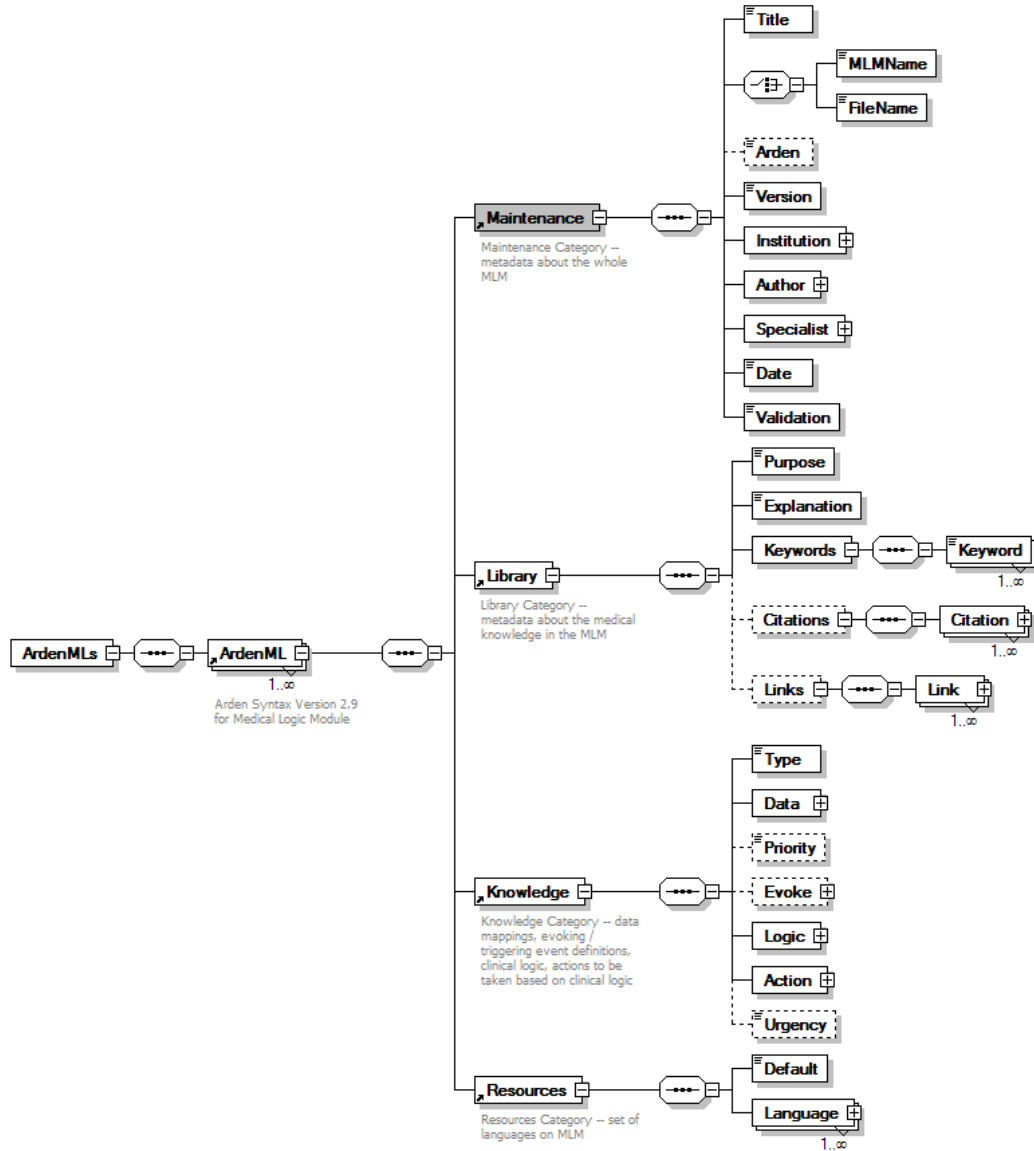 Title
MLMName
FileName
Arden
Version
Maintenance
Institution
Maintenance Category --
metadata about the whole
MLM
Author
Specialist
Date
Validation
Purpose
Explanation
Keywords
Keyword
1..∞
Library
Library Category --
metadata about the medical
knowledge in the MLM
Citations
Citation
1..∞
ArdenMLs
ArdenML
1..∞
Arden Syntax Version 2.9
for Medical Logic Module
Links
Link
1..∞
Type
Data
Priority
Knowledge
Evoke
Knowledge Category -- data
mappings, evoking /
triggering event definitions,
clinical logic, actions to be
taken based on clinical logic
Logic
Action
Urgency
Default
Resources
Resources Category -- set of
languages on MLM
Language
1..∞